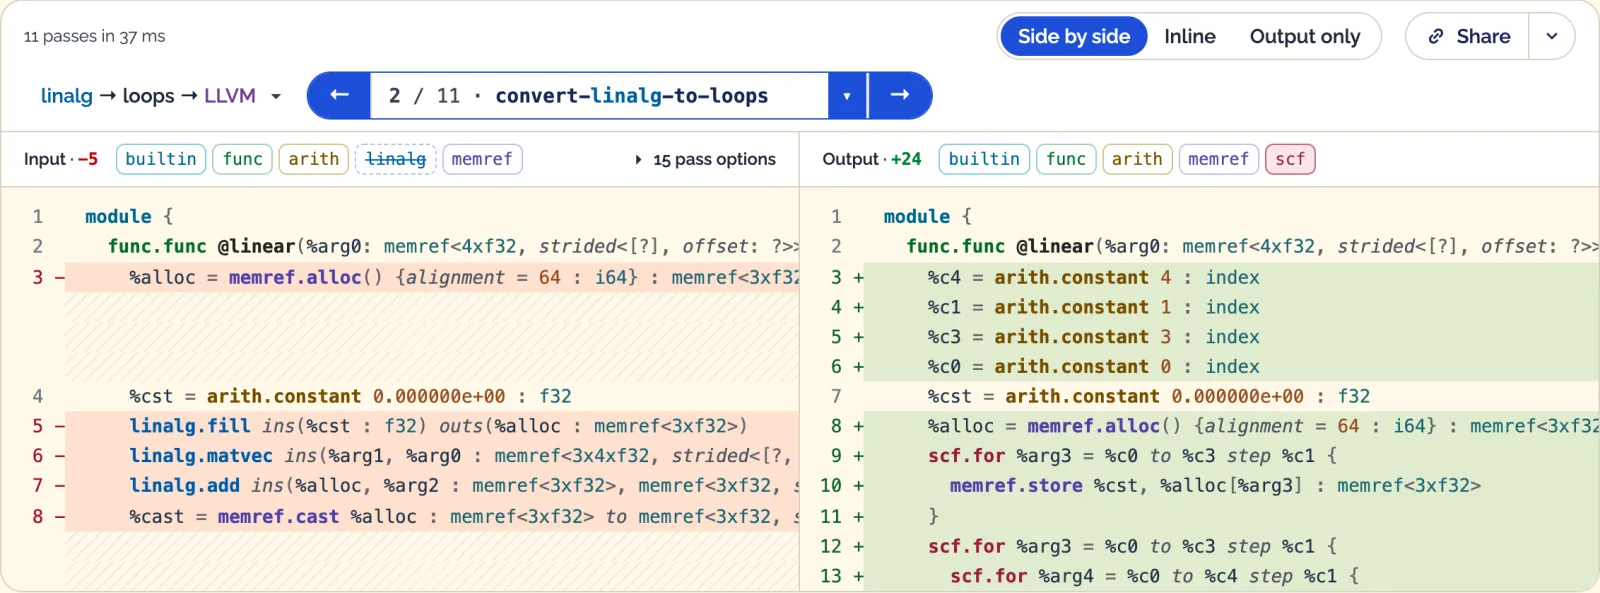 11 passes in 37 ms
Side by side Inline Output only Share
linalg → loops → LLVM ← 2 / 11 · convert-linalg-to-loops →
Input · −5 builtin func arith linalg memref 15 pass options
1 module {
2 func.func @linear(%arg0: memref<4xf32, strided<[?], offset: ?>>
3 − %alloc = memref.alloc() {alignment = 64 : i64} : memref<3xf32
4 %cst = arith.constant 0.000000e+00 : f32
5 − linalg.fill ins(%cst : f32) outs(%alloc : memref<3xf32>)
6 − linalg.matvec ins(%arg1, %arg0 : memref<3x4xf32, strided<[?,
7 − linalg.add ins(%alloc, %arg2 : memref<3xf32>, memref<3xf32, s
8 − %cast = memref.cast %alloc : memref<3xf32> to memref<3xf32, s
Output · +24 builtin func arith memref scf
1 module {
2 func.func @linear(%arg0: memref<4xf32, strided<[?], offset: ?>>
3 + %c4 = arith.constant 4 : index
4 + %c1 = arith.constant 1 : index
5 + %c3 = arith.constant 3 : index
6 + %c0 = arith.constant 0 : index
7 %cst = arith.constant 0.000000e+00 : f32
8 + %alloc = memref.alloc() {alignment = 64 : i64} : memref<3xf32
9 + scf.for %arg3 = %c0 to %c3 step %c1 {
10 + memref.store %cst, %alloc[%arg3] : memref<3xf32>
11 + }
12 + scf.for %arg3 = %c0 to %c3 step %c1 {
13 + scf.for %arg4 = %c0 to %c4 step %c1 {